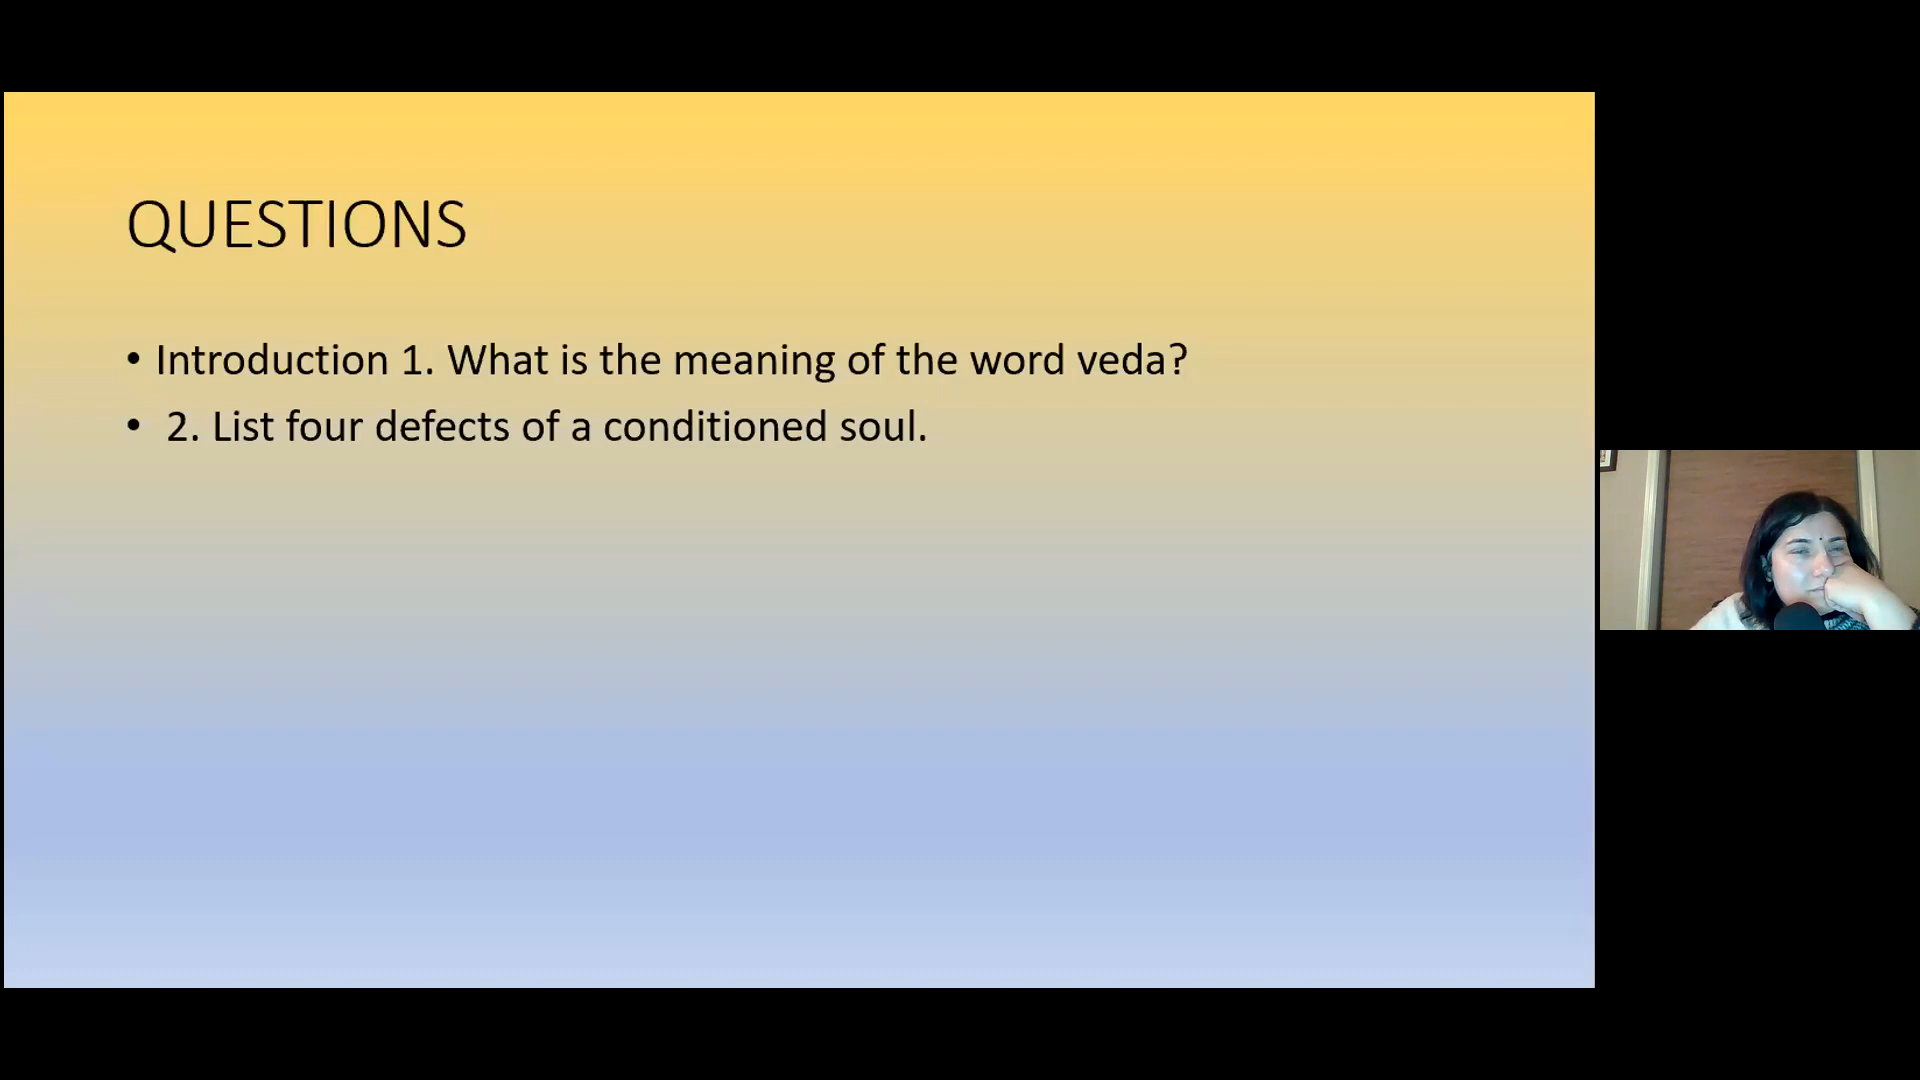 QUESTIONS
• Introduction 1. What is the meaning of the word veda?
• 2. List four defects of a conditioned soul.